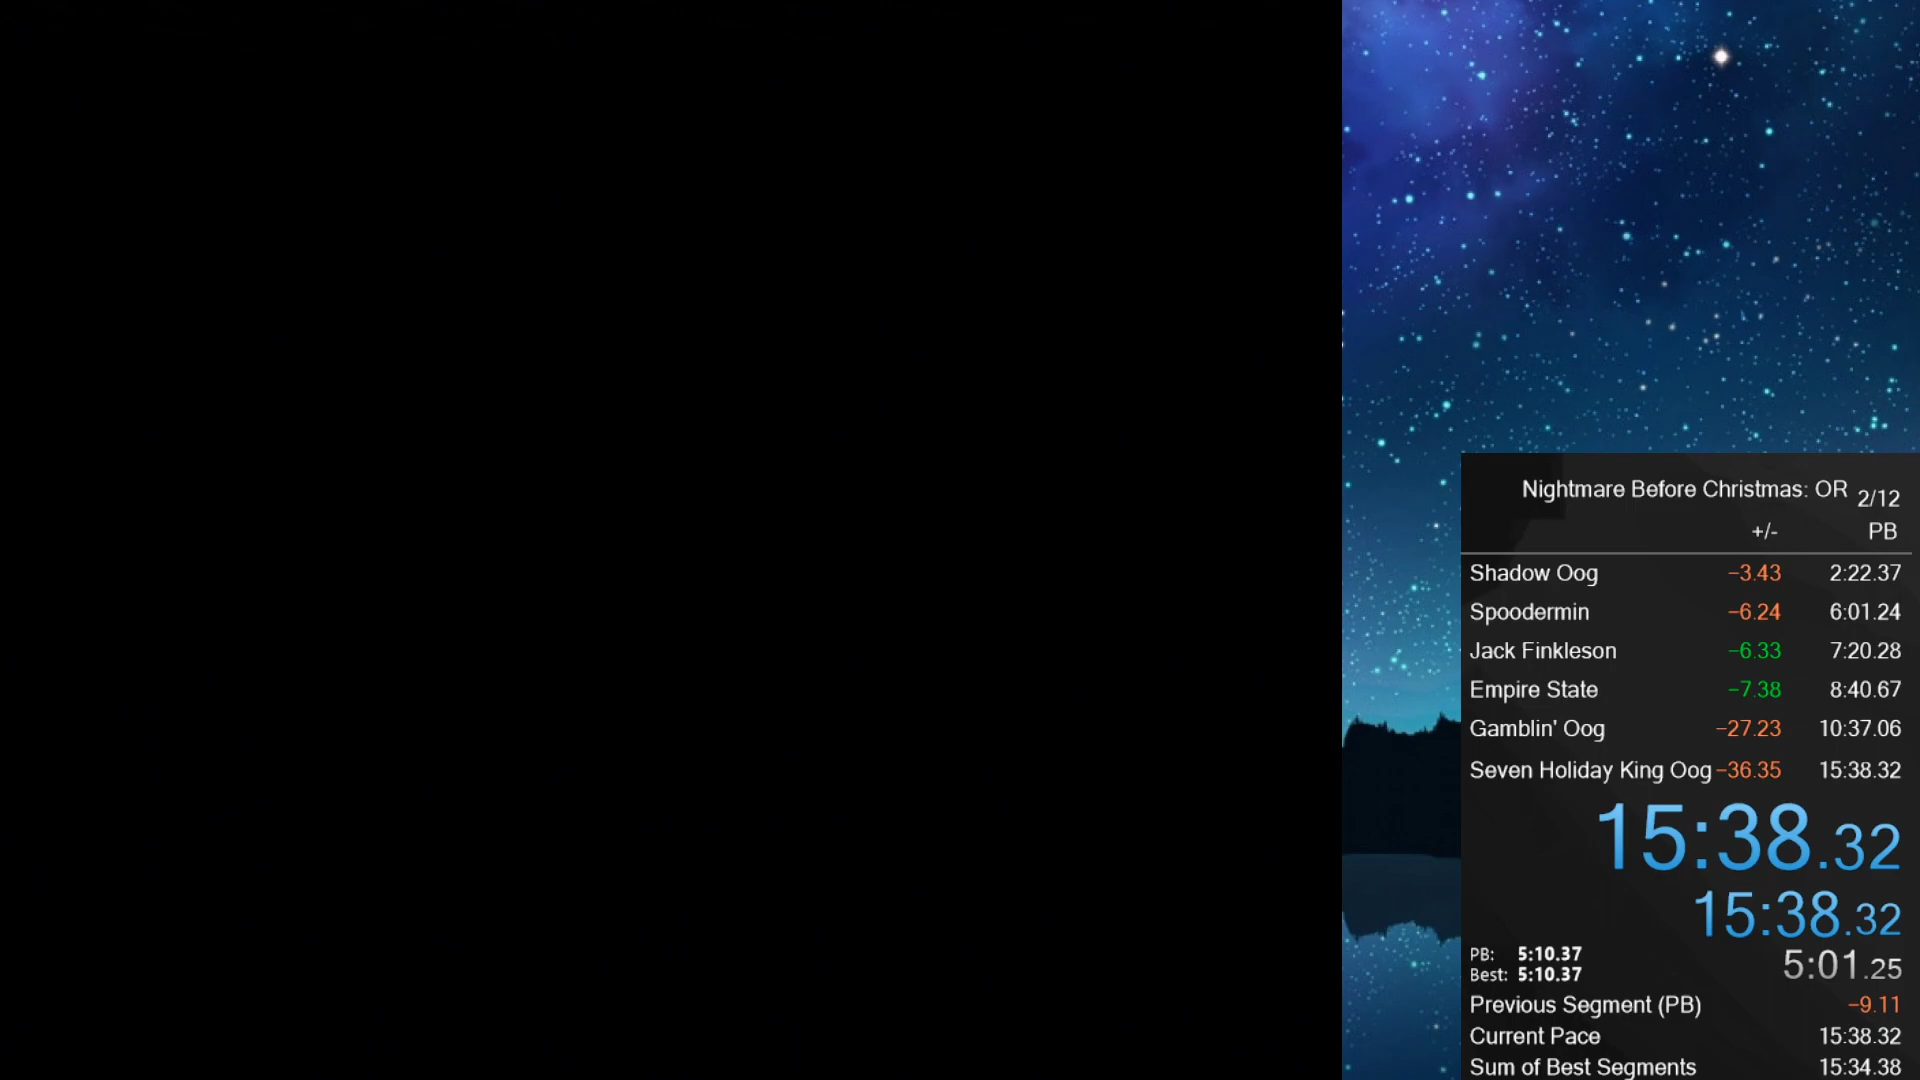 Nightmare Before Christmas: OR 2/12
+/- PB
Shadow Oog −3.43 2:22.37
Spoodermin −6.24 6:01.24
Jack Finkleson −6.33 7:20.28
Empire State −7.38 8:40.67
Gamblin' Oog −27.23 10:37.06
Seven Holiday King Oog −36.35 15:38.32
15:38.32
15:38.32
PB: 5:10.37 5:01.25
Best: 5:10.37
Previous Segment (PB) −9.11
Current Pace 15:38.32
Sum of Best Segments 15:34.38